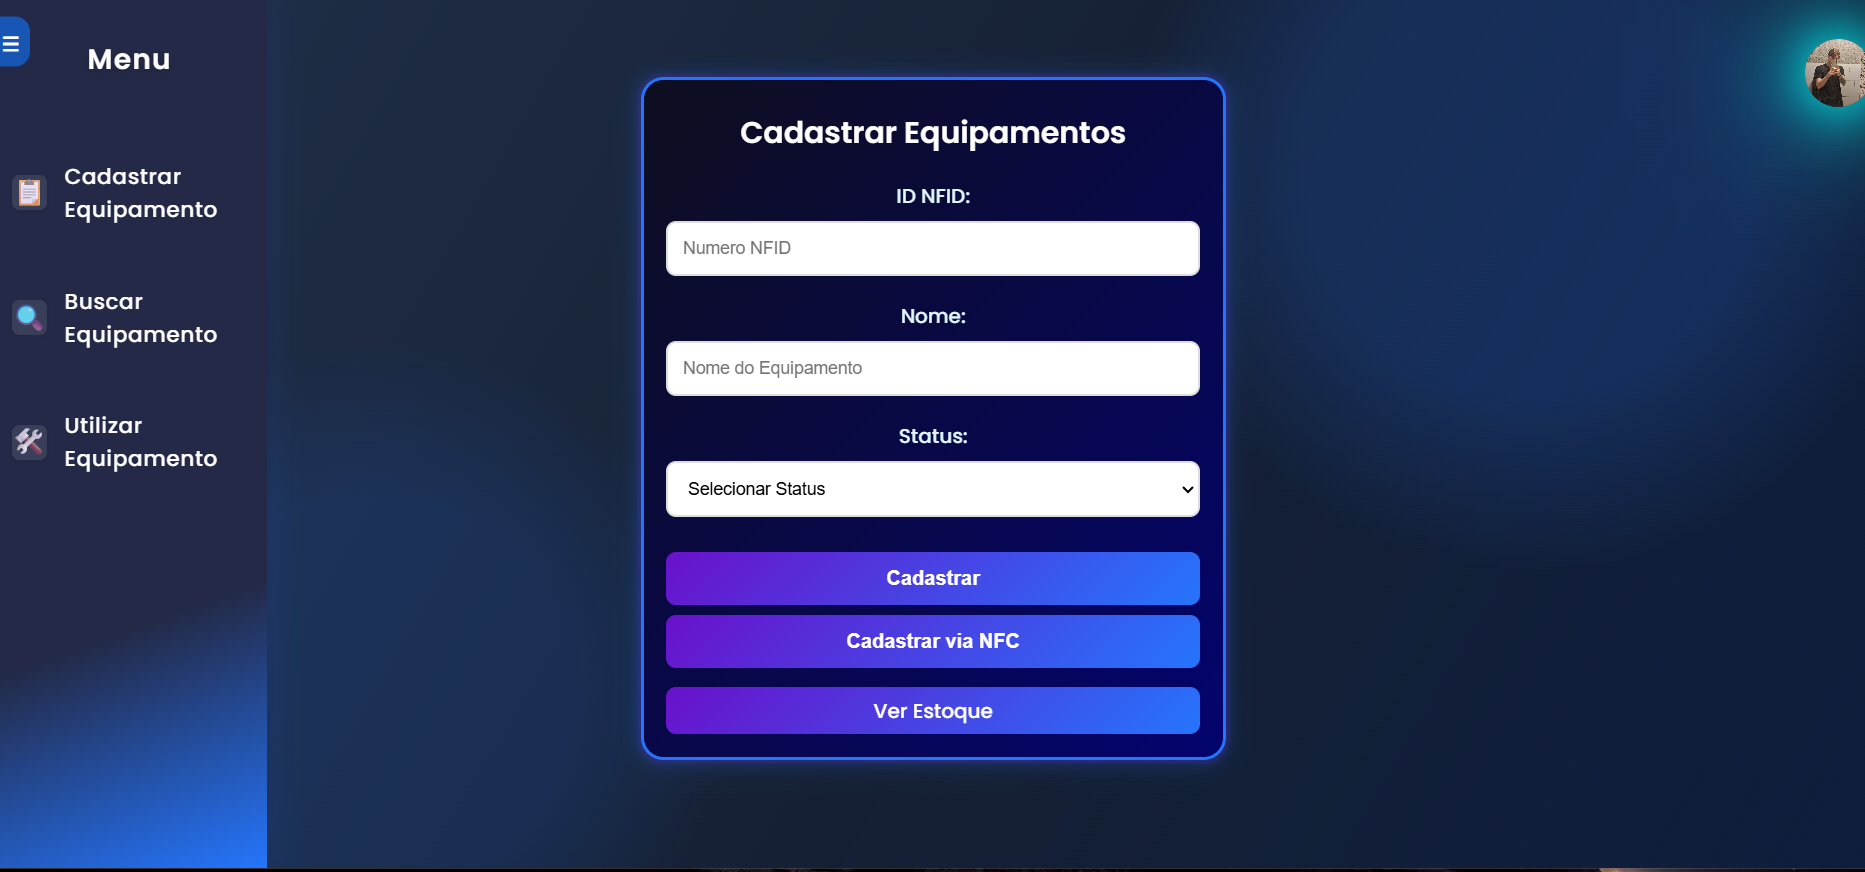 Menu
Cadastrar
Equipamento
Buscar
Equipamento
Utilizar
Equipamento
Cadastrar Equipamentos
ID NFID:
Numero NFID
Nome:
Nome do Equipamento
Status:
Selecionar Status
Cadastrar
Cadastrar via NFC
Ver Estoque